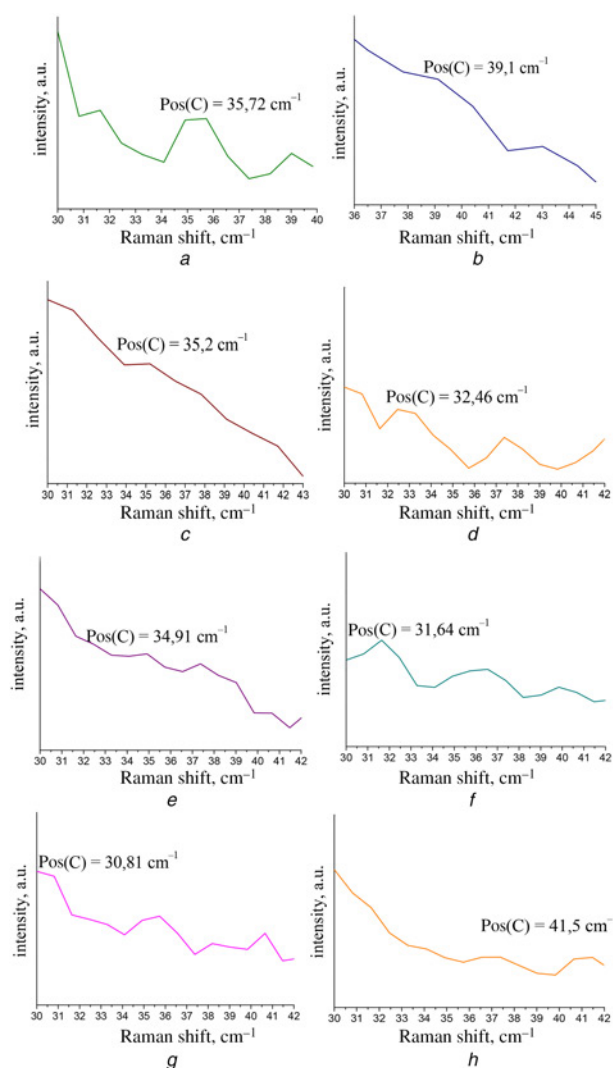 intensity, a.u.
Pos(C) = 35,72 cm⁻¹
30 31 32 33 34 35 36 37 38 39 40
Raman shift, cm⁻¹
a
intensity, a.u.
Pos(C) = 39,1 cm⁻¹
36 37 38 39 40 41 42 43 44 45
Raman shift, cm⁻¹
b
intensity, a.u.
Pos(C) = 35,2 cm⁻¹
30 31 32 33 34 35 36 37 38 39 40 41 42 43
Raman shift, cm⁻¹
c
intensity, a.u.
Pos(C) = 32,46 cm⁻¹
30 31 32 33 34 35 36 37 38 39 40 41 42
Raman shift, cm⁻¹
d
intensity, a.u.
Pos(C) = 34,91 cm⁻¹
30 31 32 33 34 35 36 37 38 39 40 41 42
Raman shift, cm⁻¹
e
intensity, a.u.
Pos(C) = 31,64 cm⁻¹
30 31 32 33 34 35 36 37 38 39 40 41 42
Raman shift, cm⁻¹
f
intensity, a.u.
Pos(C) = 30,81 cm⁻¹
30 31 32 33 34 35 36 37 38 39 40 41 42
Raman shift, cm⁻¹
g
intensity, a.u.
Pos(C) = 41,5 cm⁻
30 31 32 33 34 35 36 37 38 39 40 41 42
Raman shift, cm⁻¹
h